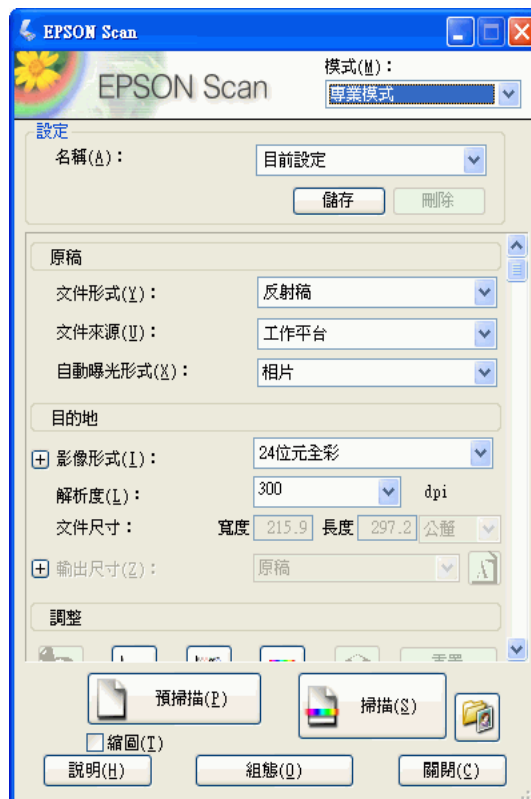 EPSON Scan
EPSON Scan
模式(M)：
專業模式
設定
名稱(A)：
目前設定
儲存
刪除
原稿
文件形式(Y)：
反射稿
文件來源(U)：
工作平台
自動曝光形式(X)：
相片
目的地
影像形式(I)：
24位元全彩
解析度(L)：
300
dpi
文件尺寸：
寬度 215.9 長度 297.2 公釐
輸出尺寸(Z)：
原稿
調整
預掃描(P)
掃描(S)
縮圖(T)
說明(H)
組態(O)
關閉(C)